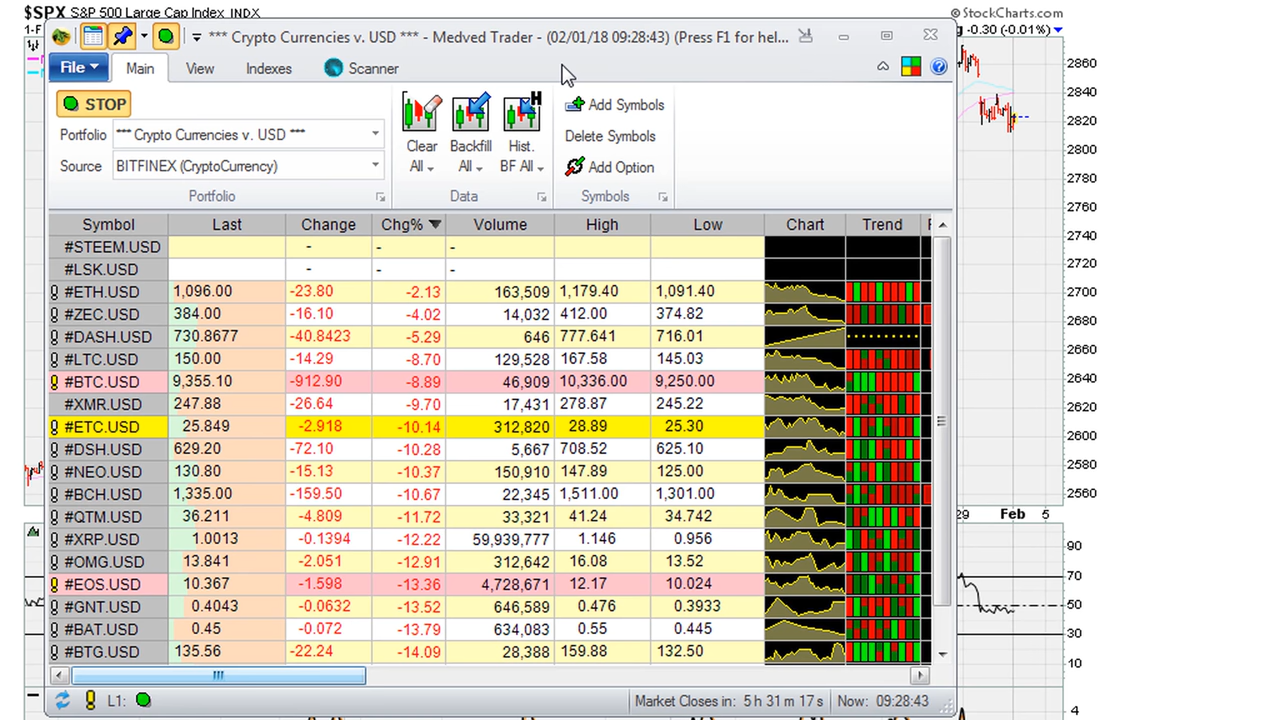 $SPX S&P 500 Large Cap Index INDX
© StockCharts.com
*** Crypto Currencies v. USD *** - Medved Trader - (02/01/18 09:28:43) (Press F1 for hel...
g -0.30 (-0.01%)
File Main View Indexes Scanner
STOP
Portfolio *** Crypto Currencies v. USD ***
Source BITFINEX (CryptoCurrency)
Portfolio
Clear All
Backfill All
H
Hist. BF All
Data
Add Symbols
Delete Symbols
Add Option
Symbols
Symbol Last Change Chg% Volume High Low Chart Trend
#STEEM.USD - - -
#LSK.USD - - -
#ETH.USD 1,096.00 -23.80 -2.13 163,509 1,179.40 1,091.40
#ZEC.USD 384.00 -16.10 -4.02 14,032 412.00 374.82
#DASH.USD 730.8677 -40.8423 -5.29 646 777.641 716.01
#LTC.USD 150.00 -14.29 -8.70 129,528 167.58 145.03
#BTC.USD 9,355.10 -912.90 -8.89 46,909 10,336.00 9,250.00
#XMR.USD 247.88 -26.64 -9.70 17,431 278.87 245.22
#ETC.USD 25.849 -2.918 -10.14 312,820 28.89 25.30
#DSH.USD 629.20 -72.10 -10.28 5,667 708.52 625.10
#NEO.USD 130.80 -15.13 -10.37 150,910 147.89 125.00
#BCH.USD 1,335.00 -159.50 -10.67 22,345 1,511.00 1,301.00
#QTM.USD 36.211 -4.809 -11.72 33,321 41.24 34.742
#XRP.USD 1.0013 -0.1394 -12.22 59,939,777 1.146 0.956
#OMG.USD 13.841 -2.051 -12.91 312,642 16.08 13.52
#EOS.USD 10.367 -1.598 -13.36 4,728,671 12.17 10.024
#GNT.USD 0.4043 -0.0632 -13.52 646,589 0.476 0.3933
#BAT.USD 0.45 -0.072 -13.79 634,083 0.55 0.445
#BTG.USD 135.56 -22.24 -14.09 28,388 159.88 132.50
L1: Market Closes in: 5 h 31 m 17 s Now: 09:28:43
2860
2840
2820
2800
2780
2760
2740
2720
2700
2680
2660
2640
2620
2600
2580
2560
29 Feb 5
90
70
50
30
10
4